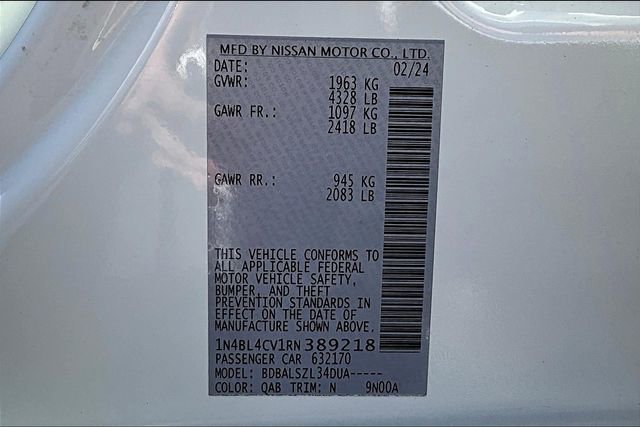 MFD BY NISSAN MOTOR CO., LTD.
DATE: 02/24
GVWR: 1963 KG
4328 LB
GAWR FR.: 1097 KG
2418 LB
GAWR RR.: 945 KG
2083 LB
THIS VEHICLE CONFORMS TO
ALL APPLICABLE FEDERAL
MOTOR VEHICLE SAFETY,
BUMPER, AND THEFT
PREVENTION STANDARDS IN
EFFECT ON THE DATE OF
MANUFACTURE SHOWN ABOVE.
1N4BL4CV1RN389218
PASSENGER CAR 632170
MODEL: BDBALSZL34DUA-----
COLOR: QAB TRIM: N 9N00A